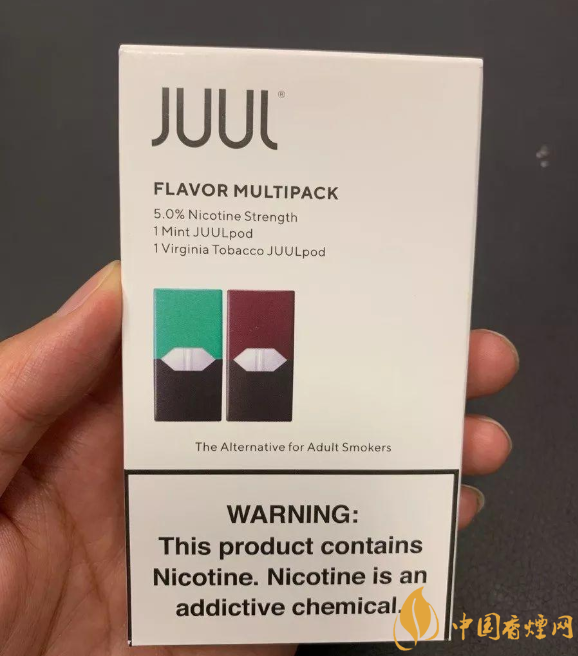 JUUL®
FLAVOR MULTIPACK
5.0% Nicotine Strength
1 Mint JUULpod
1 Virginia Tobacco JUULpod
The Alternative for Adult Smokers
WARNING:
This product contains
Nicotine. Nicotine is an
addictive chemical.
中国香煙网